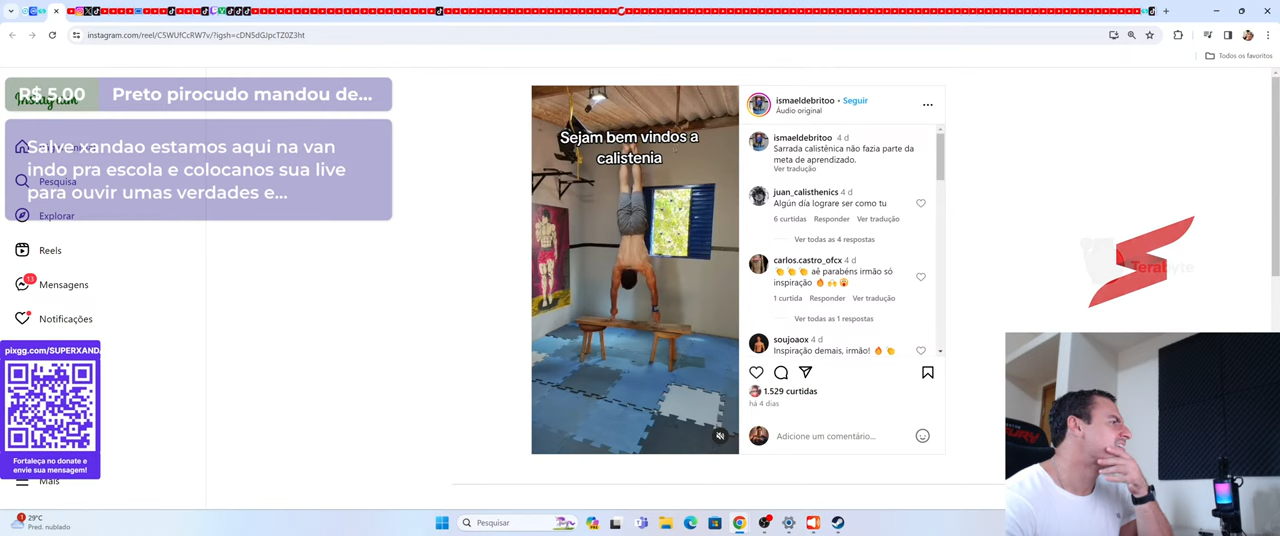 instagram.com/reel/C5WUfCcRW7v/?igsh=cDN5dGJpcTZ0Z3ht
Todos os favoritos
Instagram
R$ 5,00 Preto pirocudo mandou de...
Salve xandao estamos aqui na van
indo pra escola e colocanos sua live
para ouvir umas verdades e...
Pesquisa
Explorar
Reels
13
Mensagens
Notificações
pixgg.com/SUPERXANDA
Fortaleça no donate e
envie sua mensagem!
Mais
Sejam bem vindos a
calistenia
ismaeldebritoo • Seguir
Áudio original
ismaeldebritoo 4 d
Sarrada calistênica não fazia parte da
meta de aprendizado.
Ver tradução
juan_calisthenics 4 d
Algún día lograre ser como tu
6 curtidas Responder Ver tradução
Ver todas as 4 respostas
carlos.castro_ofcx 4 d
👏👏👏 aê parabéns irmão só
inspiração 🔥🙌😮
1 curtida Responder Ver tradução
Ver todas as 1 respostas
soujoaox 4 d
Inspiração demais, irmão! 🔥👏
1.529 curtidas
há 4 dias
Adicione um comentário...
Terabyte
1
29°C
Pred. nublado
Pesquisar